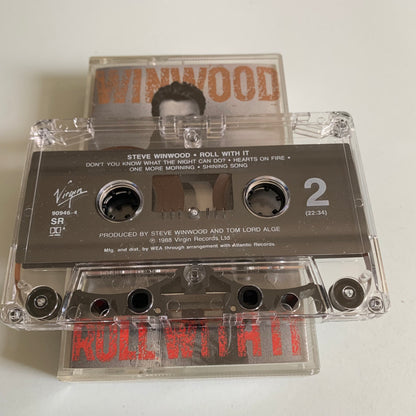 WINWOOD
STEVE WINWOOD • ROLL WITH IT
DON'T YOU KNOW WHAT THE NIGHT CAN DO? • HEARTS ON FIRE •
ONE MORE MORNING • SHINING SONG
Virgin
90946-4
SR
2
(22:34)
PRODUCED BY STEVE WINWOOD AND TOM LORD ALGE
℗ 1988 Virgin Records Ltd
Mfg. and dist. by WEA through arrangement with Atlantic Records
ROLL WITH IT